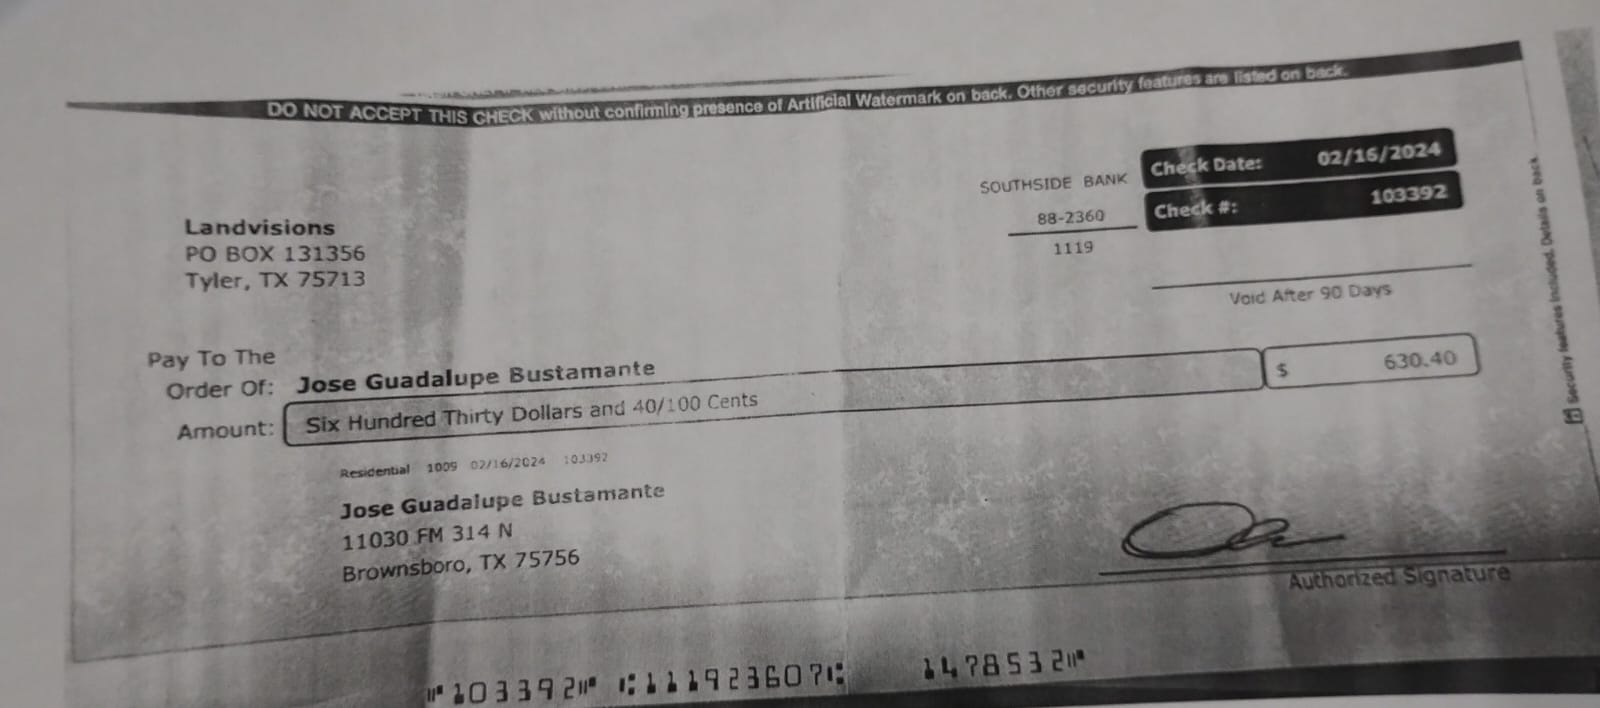 DO NOT ACCEPT THIS CHECK without confirming presence of Artificial Watermark on back. Other security features are listed on back.
Landvisions
PO BOX 131356
Tyler, TX 75713
SOUTHSIDE BANK
88-2360
1119
Check Date: 02/16/2024
Check #: 103392
Void After 90 Days
Pay To The
Order Of: Jose Guadalupe Bustamante
$ 630.40
Amount: Six Hundred Thirty Dollars and 40/100 Cents
Residential 1009 02/16/2024 103392
Jose Guadalupe Bustamante
11030 FM 314 N
Brownsboro, TX 75756
Authorized Signature
Security features included. Details on back.
⑈103392⑈ ⑆111923607⑆ 1478532⑈